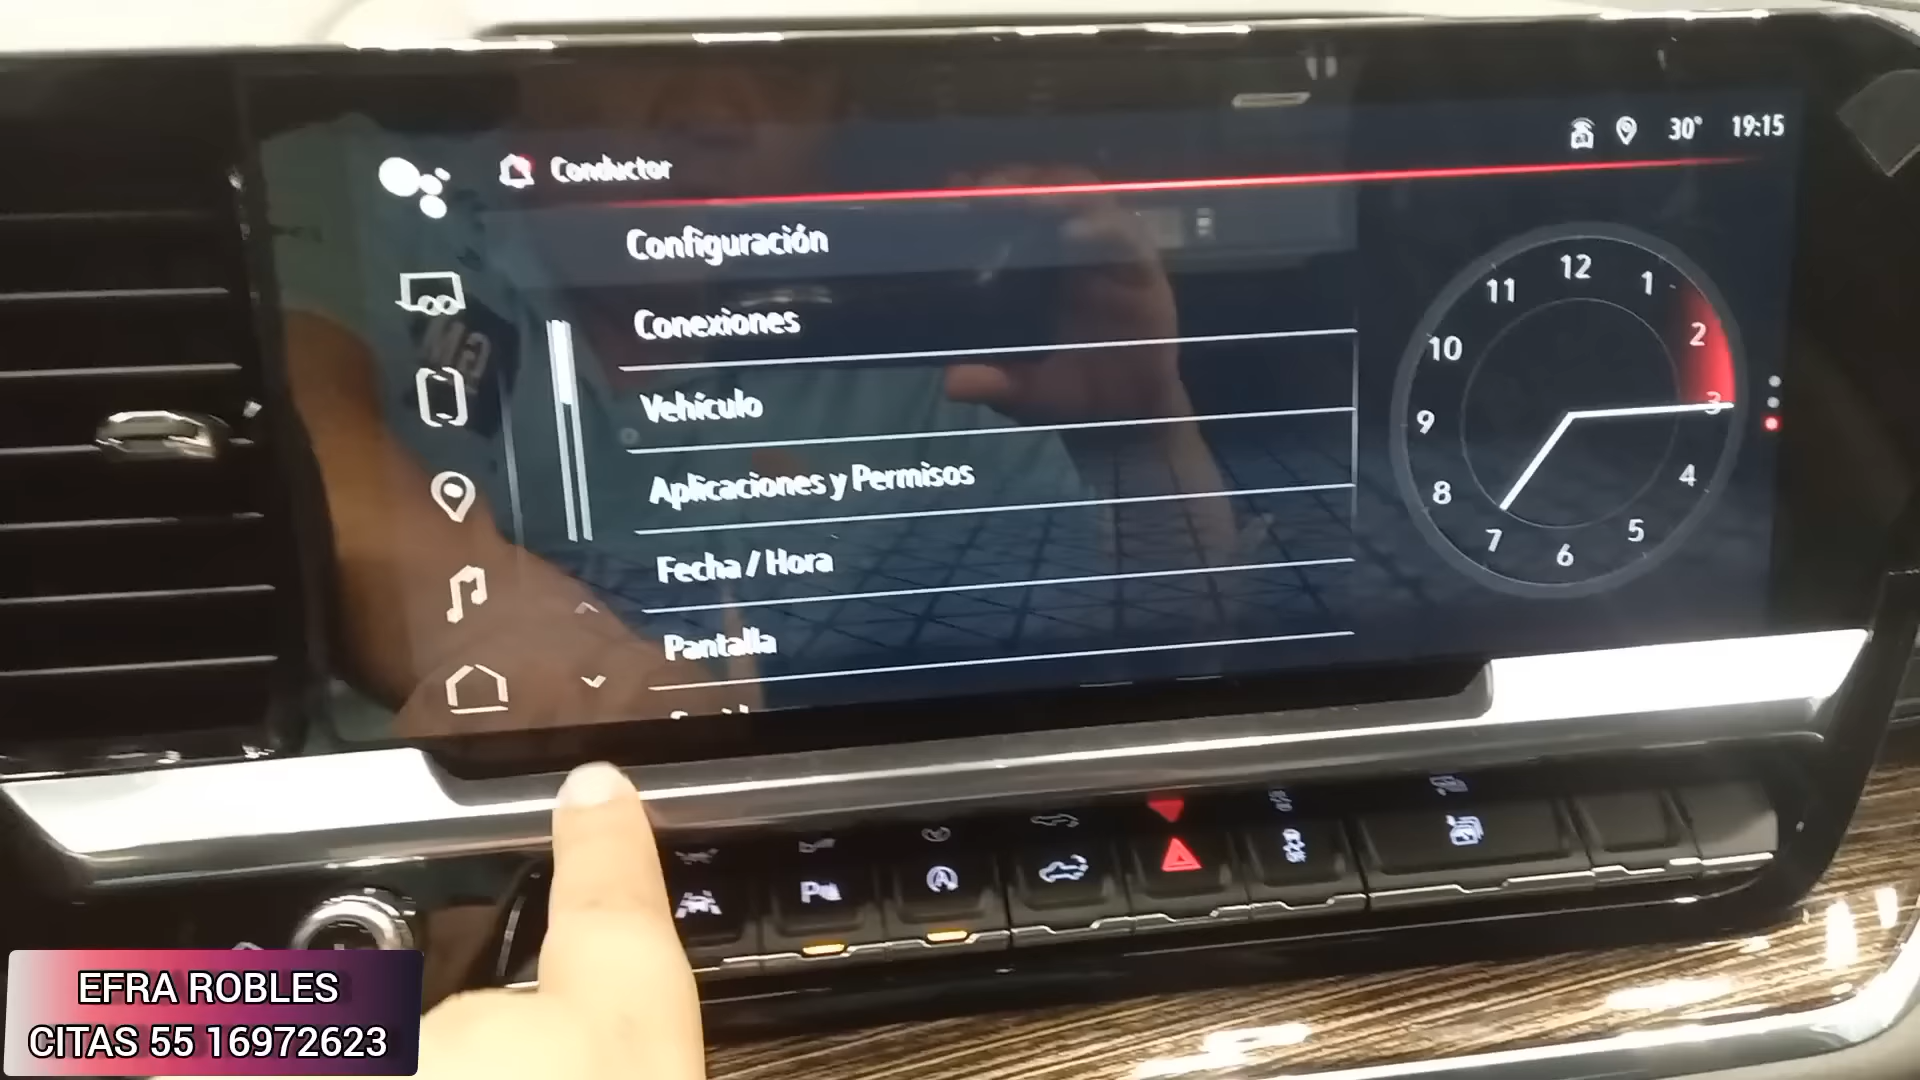 Conductor
30° 19:15
Configuración
Conexiones
Vehículo
Aplicaciones y Permisos
Fecha / Hora
Pantalla
12
1
2
3
4
5
6
7
8
9
10
11
GM
P
A
EFRA ROBLES
CITAS 55 16972623